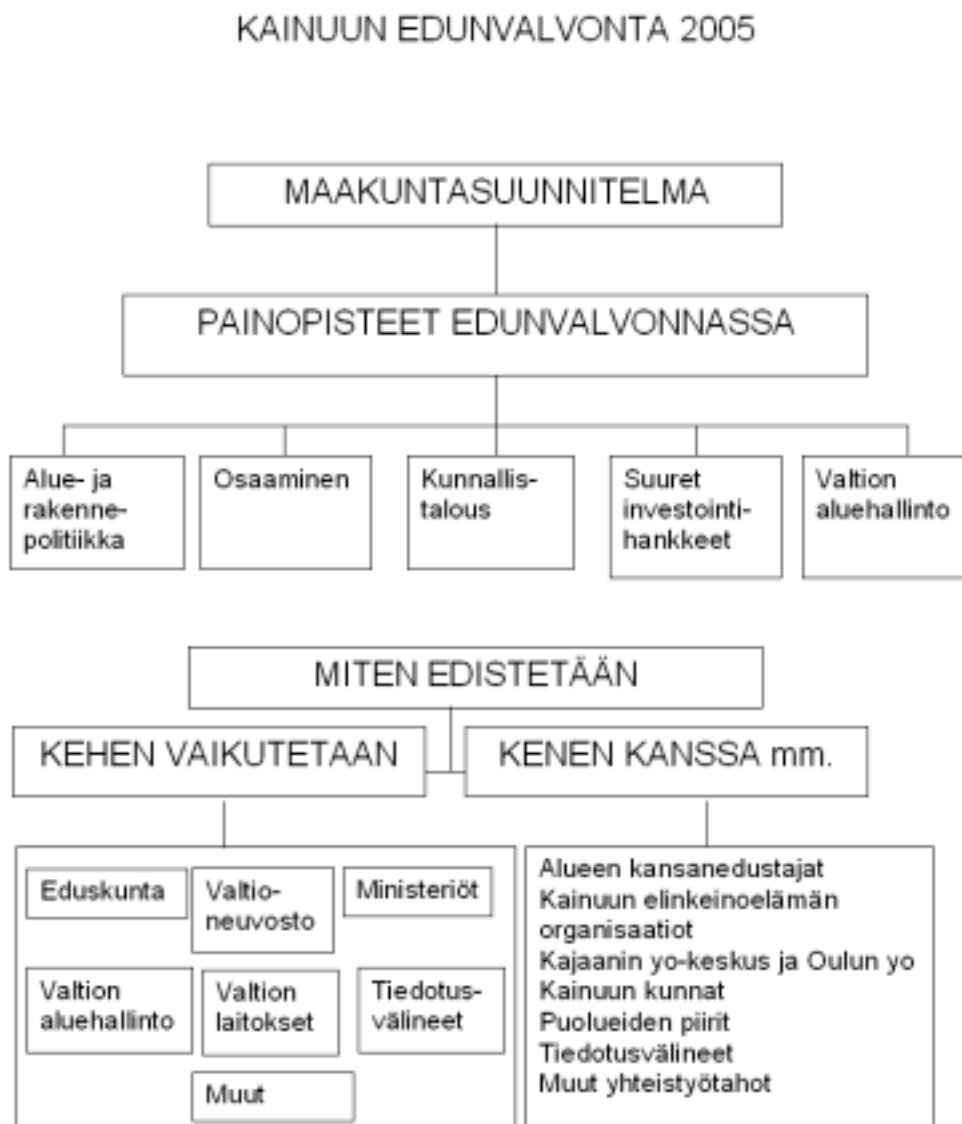 KAINUUN EDUNVALVONTA 2005
MAAKUNTASUUNNITELMA
PAINOPISTEET EDUNVALVONNASSA
Alue- ja
rakenne-
politiikka
Osaaminen
Kunnallis-
talous
Suuret
investointi-
hankkeet
Valtion
aluehallinto
MITEN EDISTETÄÄN
KEHEN VAIKUTETAAN
KENEN KANSSA mm.
Eduskunta
Valtio-
neuvosto
Ministeriöt
Valtion
aluehallinto
Valtion
laitokset
Tiedotus-
välineet
Muut
Alueen kansanedustajat
Kainuun elinkeinoelämän
organisaatiot
Kajaanin yo-keskus ja Oulun yo
Kainuun kunnat
Puolueiden piirit
Tiedotusvälineet
Muut yhteistyötahot